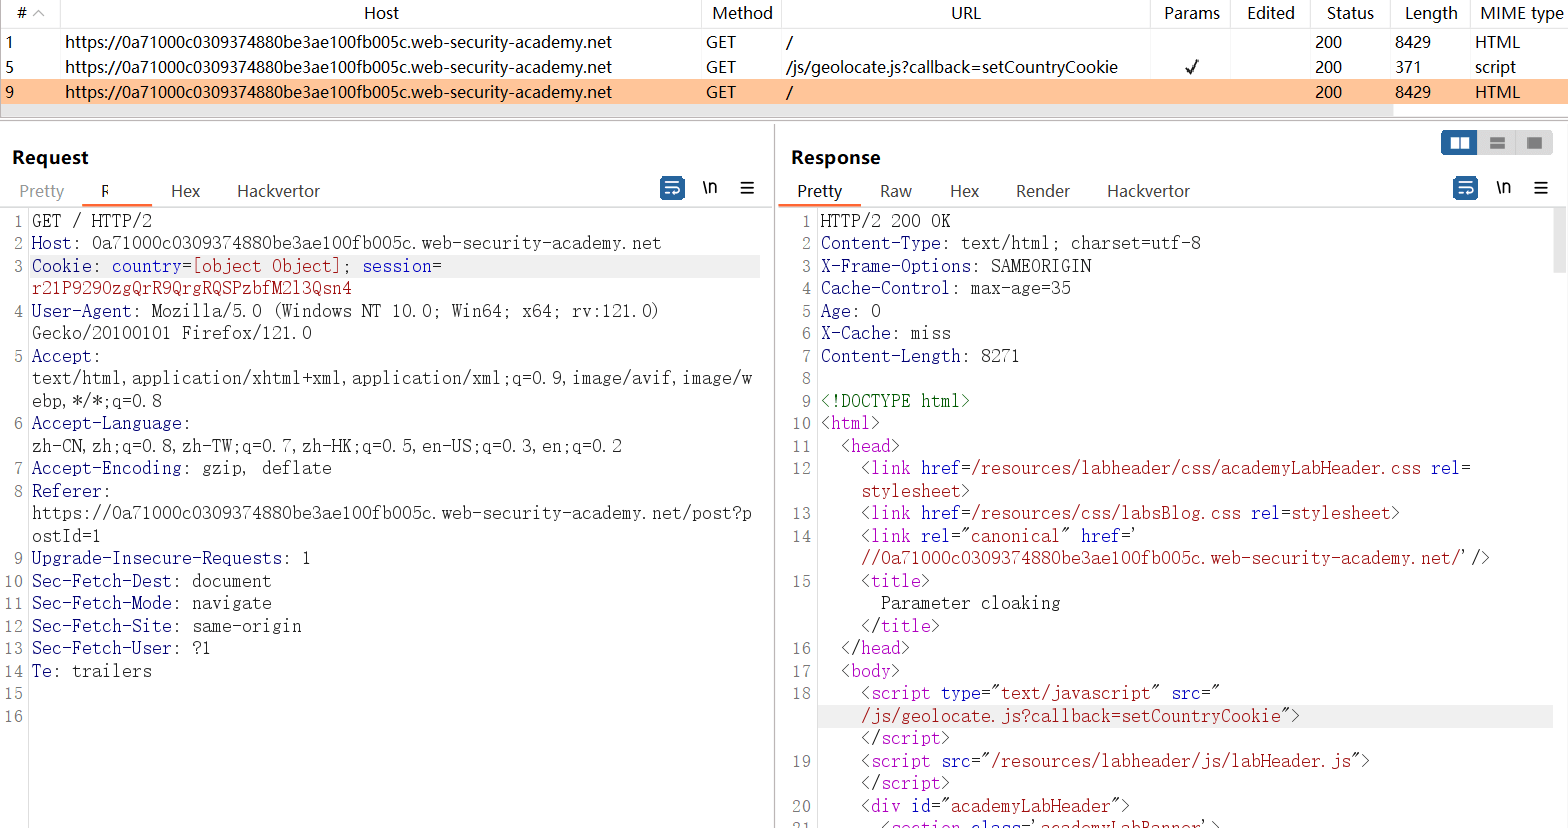 # Host Method URL Params Edited Status Length MIME type
1 https://0a71000c0309374880be3ae100fb005c.web-security-academy.net GET / 200 8429 HTML
5 https://0a71000c0309374880be3ae100fb005c.web-security-academy.net GET /js/geolocate.js?callback=setCountryCookie ✓ 200 371 script
9 https://0a71000c0309374880be3ae100fb005c.web-security-academy.net GET / 200 8429 HTML
Request
Pretty R Hex Hackvertor \n
1 GET / HTTP/2
2 Host: 0a71000c0309374880be3ae100fb005c.web-security-academy.net
3 Cookie: country=[object Object]; session=
r21P929OzgQrR9QrgRQSPzbfM2l3Qsn4
4 User-Agent: Mozilla/5.0 (Windows NT 10.0; Win64; x64; rv:121.0)
Gecko/20100101 Firefox/121.0
5 Accept:
text/html,application/xhtml+xml,application/xml;q=0.9,image/avif,image/w
ebp,*/*;q=0.8
6 Accept-Language:
zh-CN,zh;q=0.8,zh-TW;q=0.7,zh-HK;q=0.5,en-US;q=0.3,en;q=0.2
7 Accept-Encoding: gzip, deflate
8 Referer:
https://0a71000c0309374880be3ae100fb005c.web-security-academy.net/post?p
ostId=1
9 Upgrade-Insecure-Requests: 1
10 Sec-Fetch-Dest: document
11 Sec-Fetch-Mode: navigate
12 Sec-Fetch-Site: same-origin
13 Sec-Fetch-User: ?1
14 Te: trailers
15
16
Response
Pretty Raw Hex Render Hackvertor \n
1 HTTP/2 200 OK
2 Content-Type: text/html; charset=utf-8
3 X-Frame-Options: SAMEORIGIN
4 Cache-Control: max-age=35
5 Age: 0
6 X-Cache: miss
7 Content-Length: 8271
8
9 <!DOCTYPE html>
10 <html>
11 <head>
12 <link href=/resources/labheader/css/academyLabHeader.css rel=
stylesheet>
13 <link href=/resources/css/labsBlog.css rel=stylesheet>
14 <link rel="canonical" href='
//0a71000c0309374880be3ae100fb005c.web-security-academy.net/'/>
15 <title>
Parameter cloaking
</title>
16 </head>
17 <body>
18 <script type="text/javascript" src="
/js/geolocate.js?callback=setCountryCookie">
</script>
19 <script src="/resources/labheader/js/labHeader.js">
</script>
20 <div id="academyLabHeader">
21 <section class='academyLabBanner'>